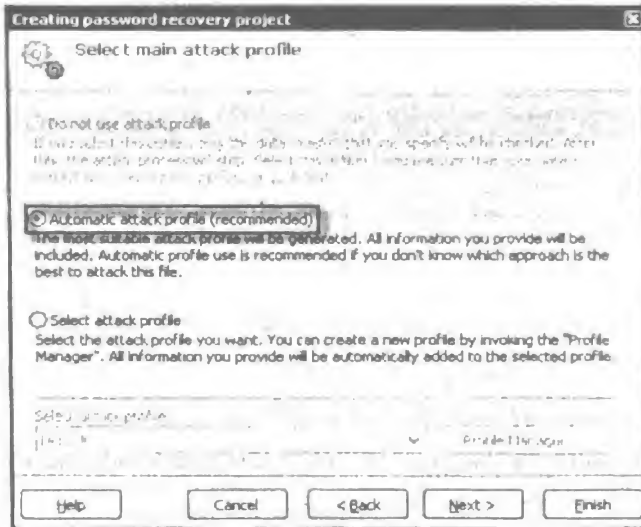 Creating password recovery project
Select main attack profile
Do not use attack profile
Automatic attack profile (recommended)
The most suitable attack profile will be generated. All information you provide will be
included. Automatic profile use is recommended if you don't know which approach is the
best to attack this file.
Select attack profile
Select the attack profile you want. You can create a new profile by invoking the "Profile
Manager". All information you provide will be automatically added to the selected profile
Select attack profile
Profile Manager
Help
Cancel
< Back
Next >
Finish